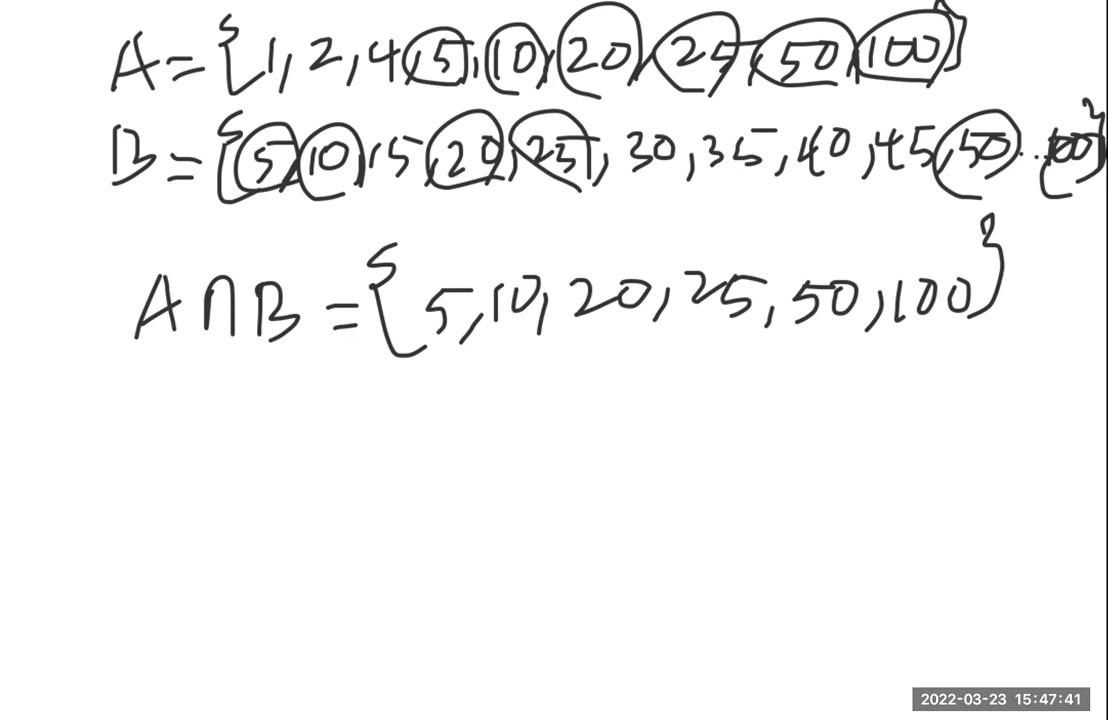 A = {1, 2, 4, 5, 10, 20, 25, 50, 100}
B = {5, 10, 15, 20, 25, 30, 35, 40, 45, 50...100}
A ∩ B = {5, 10, 20, 25, 50, 100}
2022-03-23 15:47:41